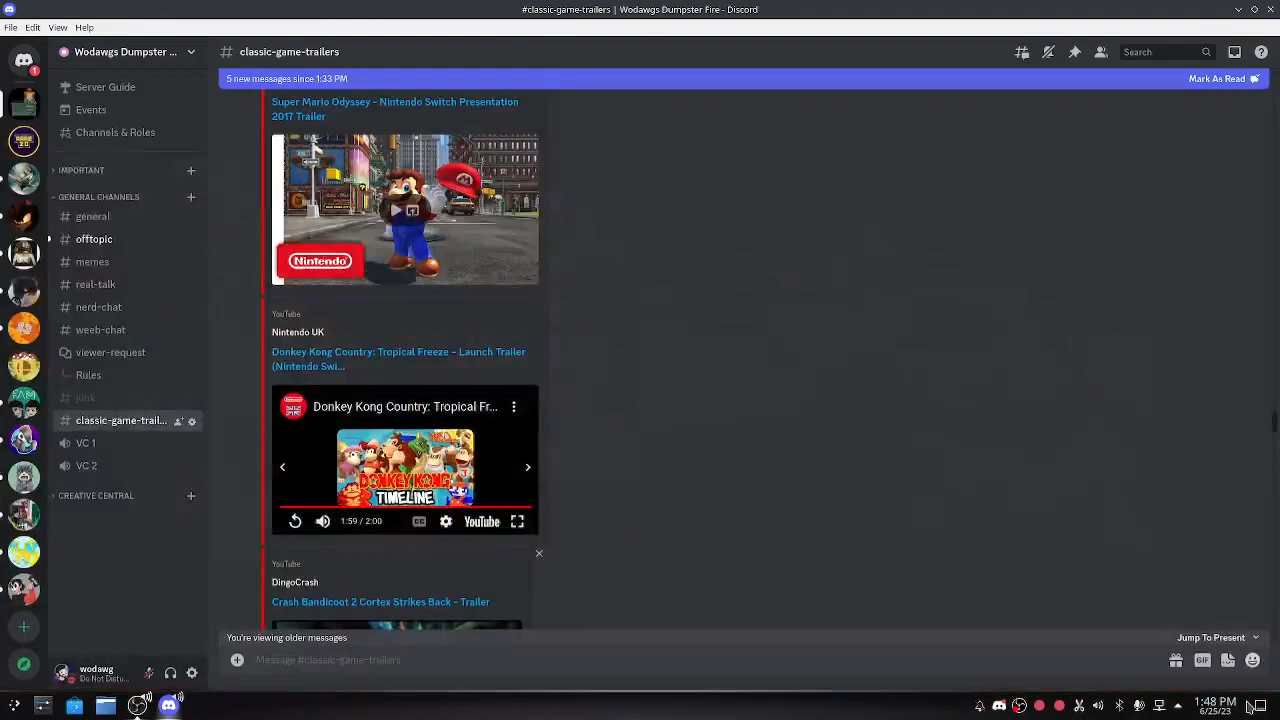 #classic-game-trailers | Wodawgs Dumpster Fire - Discord
File Edit View Help
Wodawgs Dumpster ...
# classic-game-trailers
Search
5 new messages since 1:33 PM
Mark As Read
Server Guide
Events
Channels & Roles
IMPORTANT
GENERAL CHANNELS
general
offtopic
memes
real-talk
nerd-chat
weeb-chat
viewer-request
Rules
junk
classic-game-trail...
VC 1
VC 2
CREATIVE CENTRAL
Super Mario Odyssey - Nintendo Switch Presentation
2017 Trailer
Nintendo
YouTube
Nintendo UK
Donkey Kong Country: Tropical Freeze – Launch Trailer
(Nintendo Swi...
Donkey Kong Country: Tropical Fr...
DONKEY KONG
TIMELINE
1:59 / 2:00
CC
YouTube
YouTube
DingoCrash
Crash Bandicoot 2 Cortex Strikes Back - Trailer
You're viewing older messages
Jump To Present
Message #classic-game-trailers
GIF
Wodawg
Do Not Distu...
1
1:48 PM
6/25/23